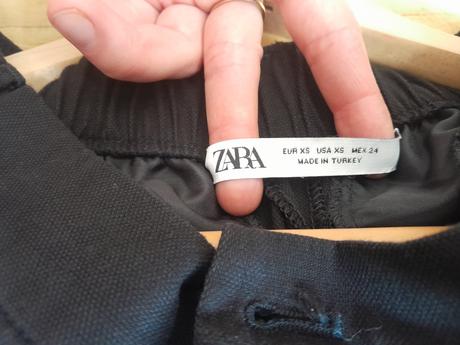 ZARA
EUR XS USA XS MEX 24
MADE IN TURKEY